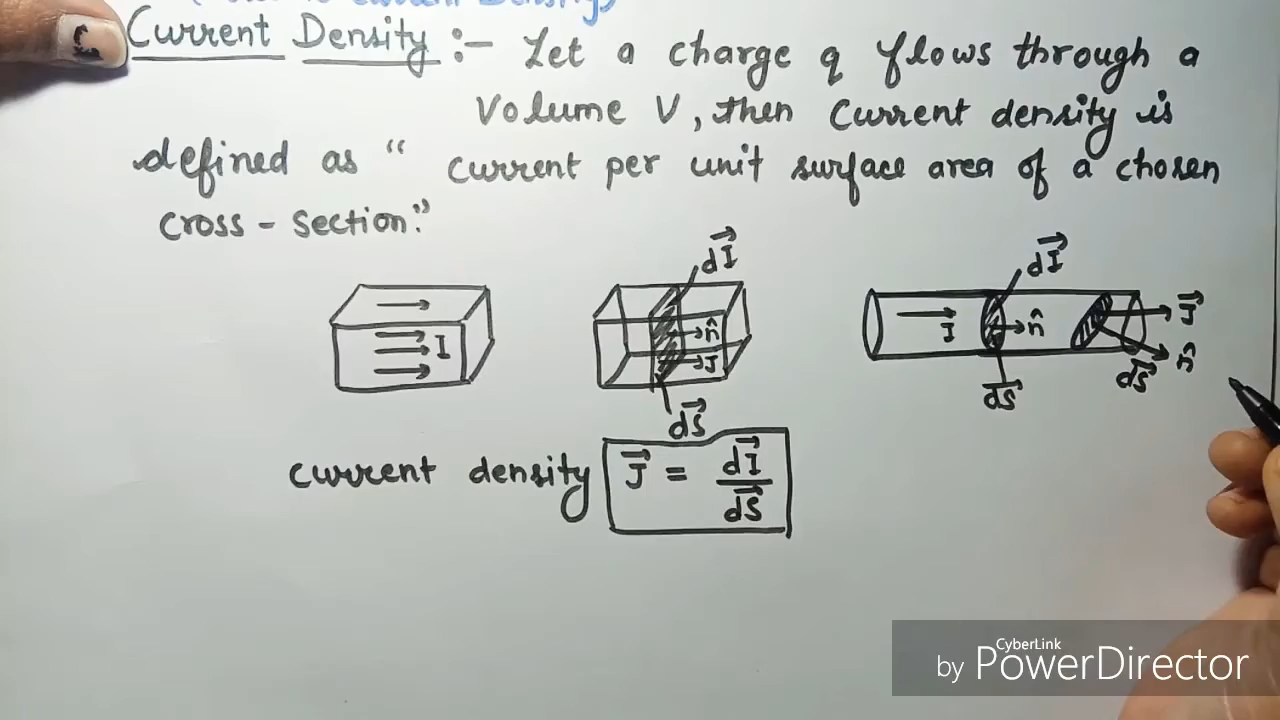 Current Density :- Let a charge q flows through a
Volume V, then current density is
defined as “ current per unit surface area of a chosen
cross - section.”
dI⃗
dI⃗
I
n̂
J
I
n̂
J⃗
n̂
dS⃗
dS⃗
dS⃗
current density J⃗ = dI⃗ / dS⃗
CyberLink
by PowerDirector